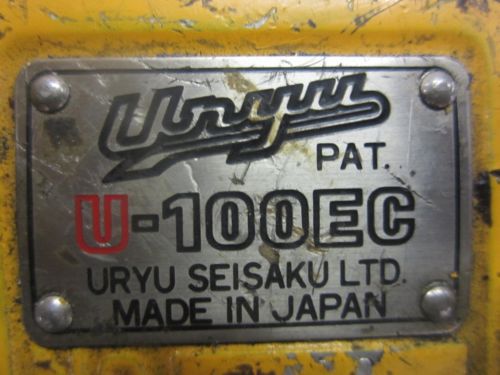 Uryu
PAT.
U-100EC
URYU SEISAKU LTD.
MADE IN JAPAN